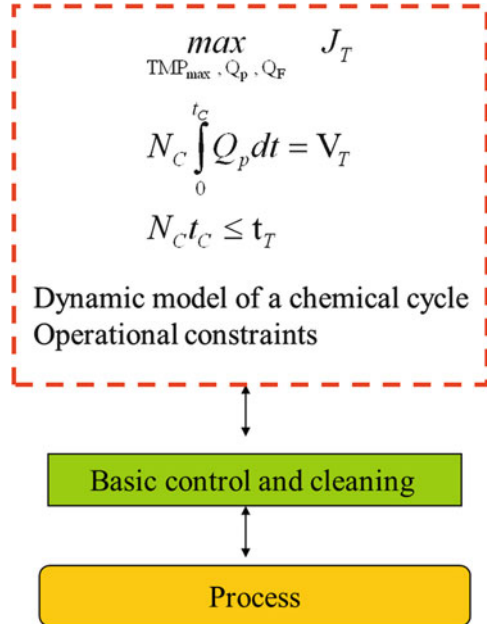 max J_T
TMP_max , Q_p , Q_F
N_C ∫_0^{t_C} Q_p dt = V_T
N_C t_C ≤ t_T
Dynamic model of a chemical cycle
Operational constraints
Basic control and cleaning
Process